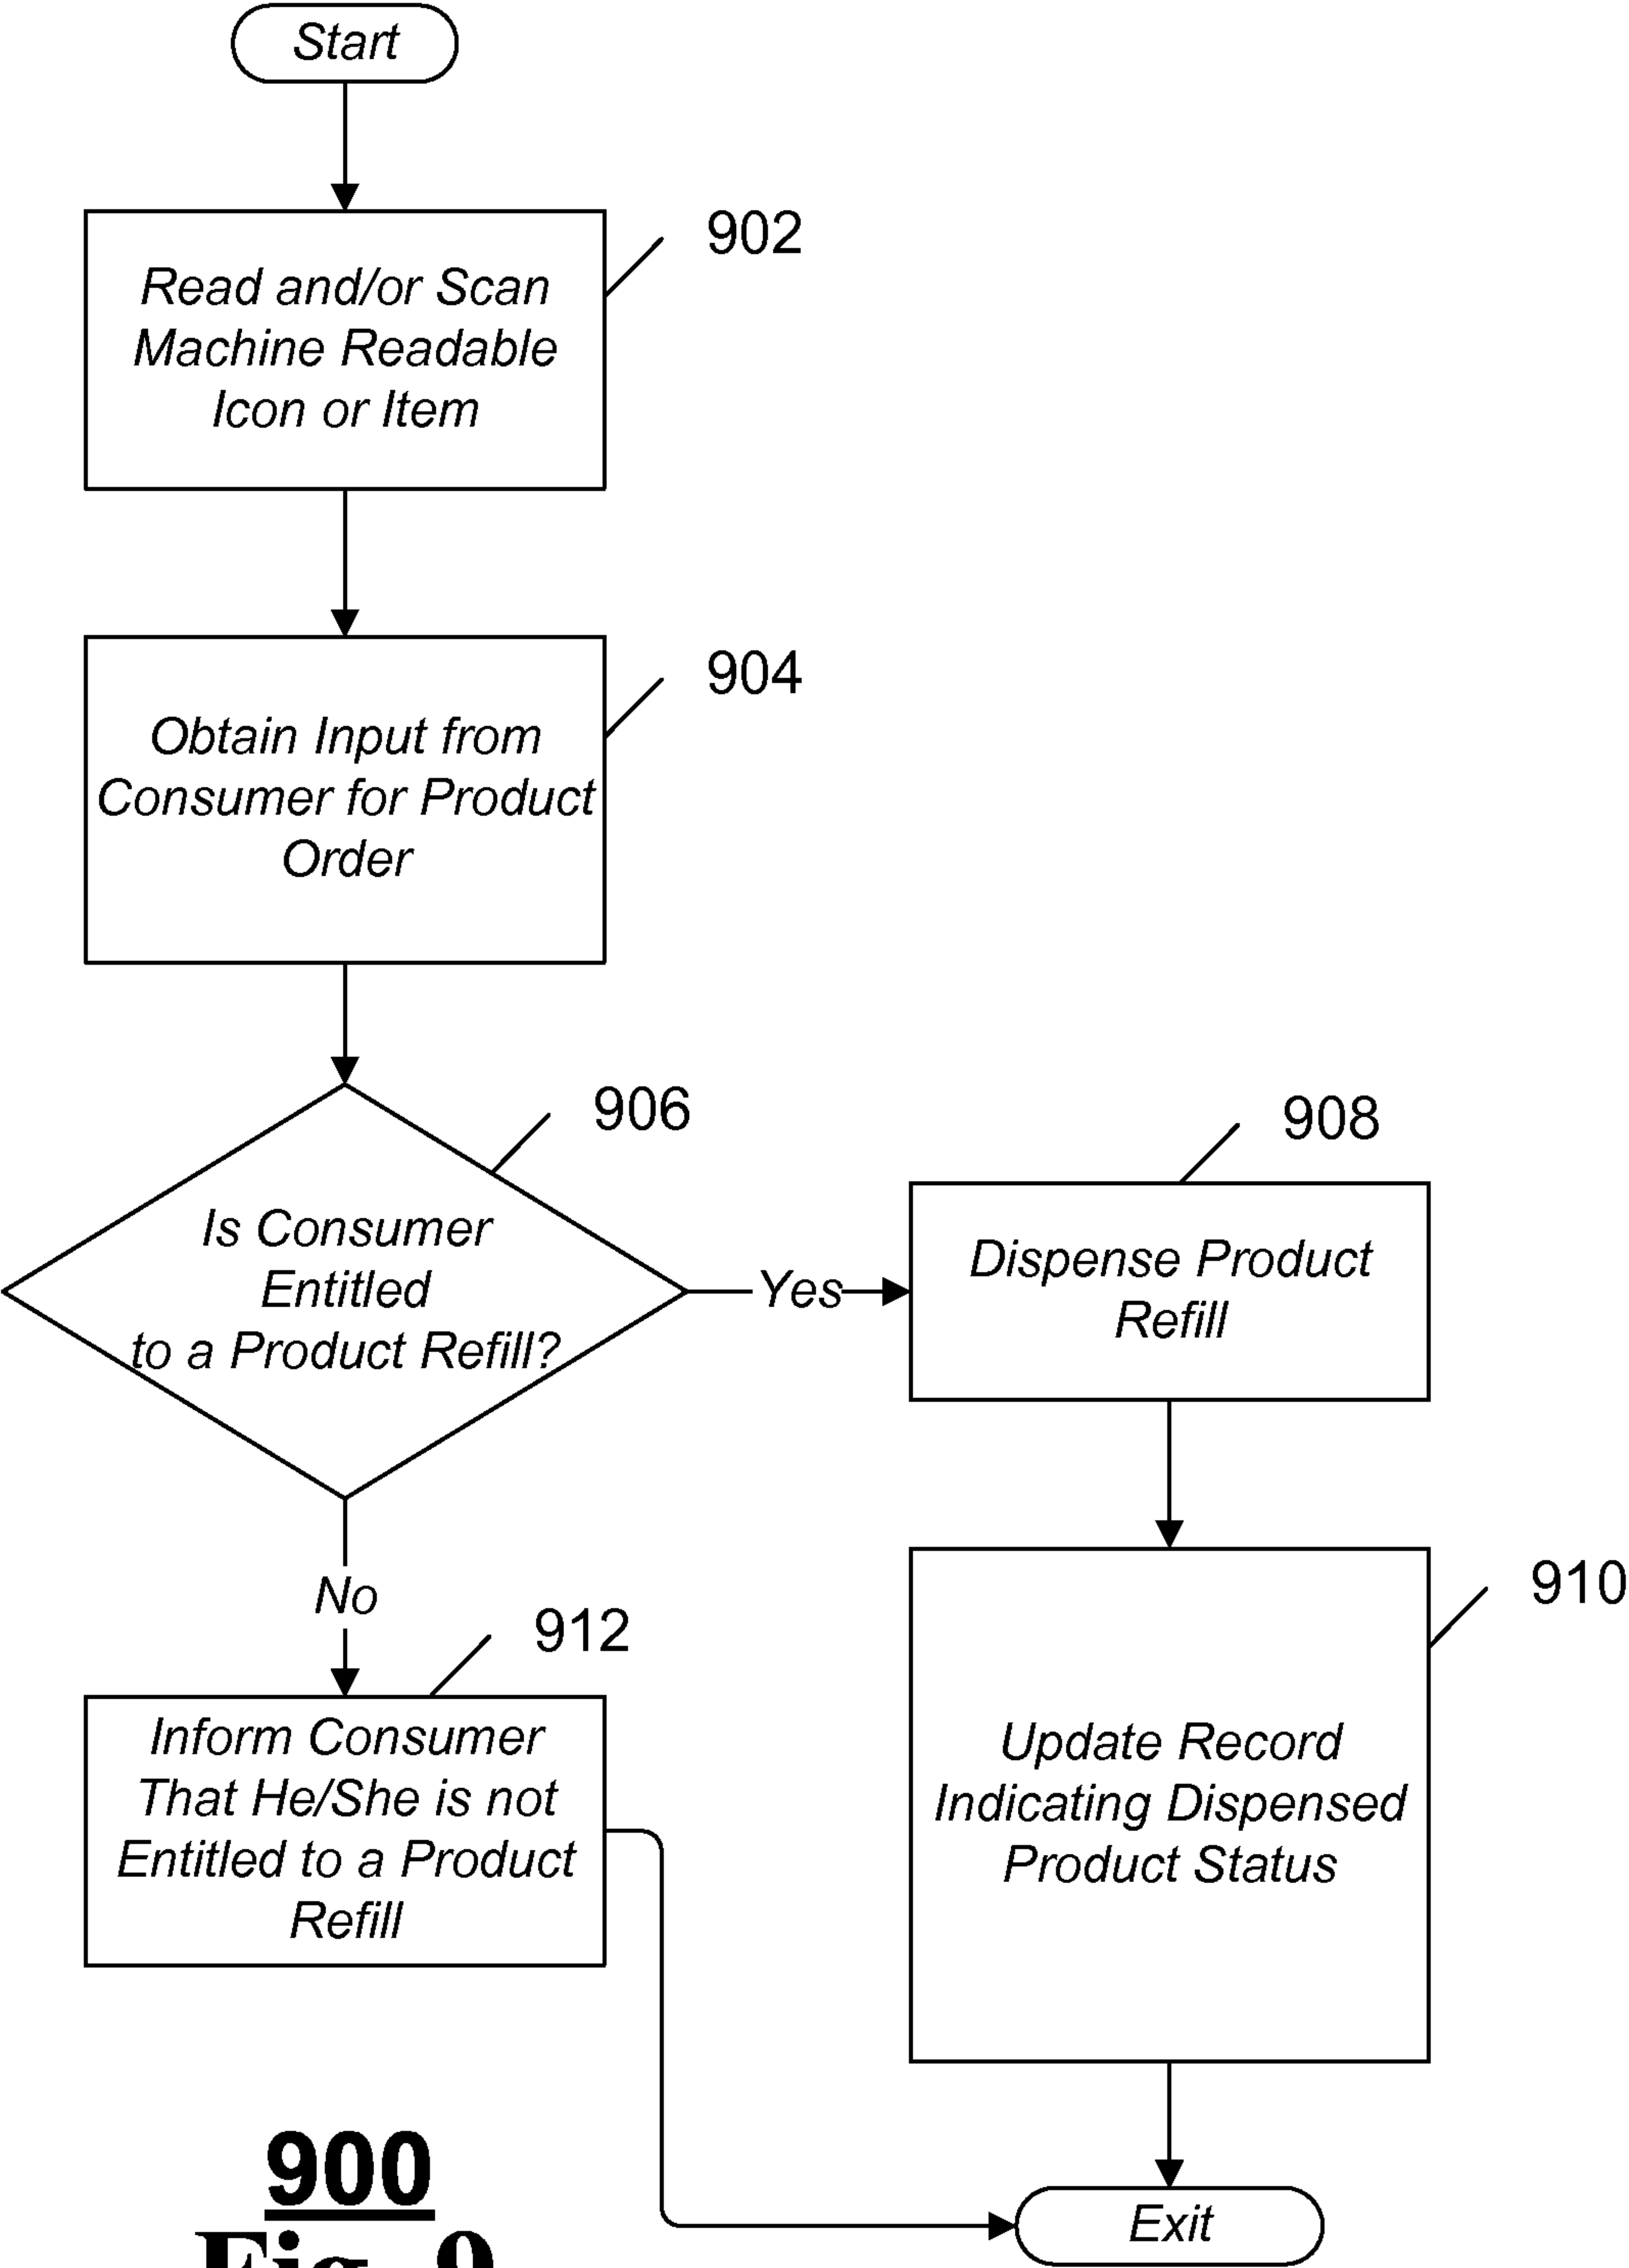 Start
902
Read and/or Scan
Machine Readable
Icon or Item
904
Obtain Input from
Consumer for Product
Order
906
Is Consumer
Entitled
to a Product Refill?
Yes
908
Dispense Product
Refill
910
Update Record
Indicating Dispensed
Product Status
No
912
Inform Consumer
That He/She is not
Entitled to a Product
Refill
Exit
900
Fig. 9